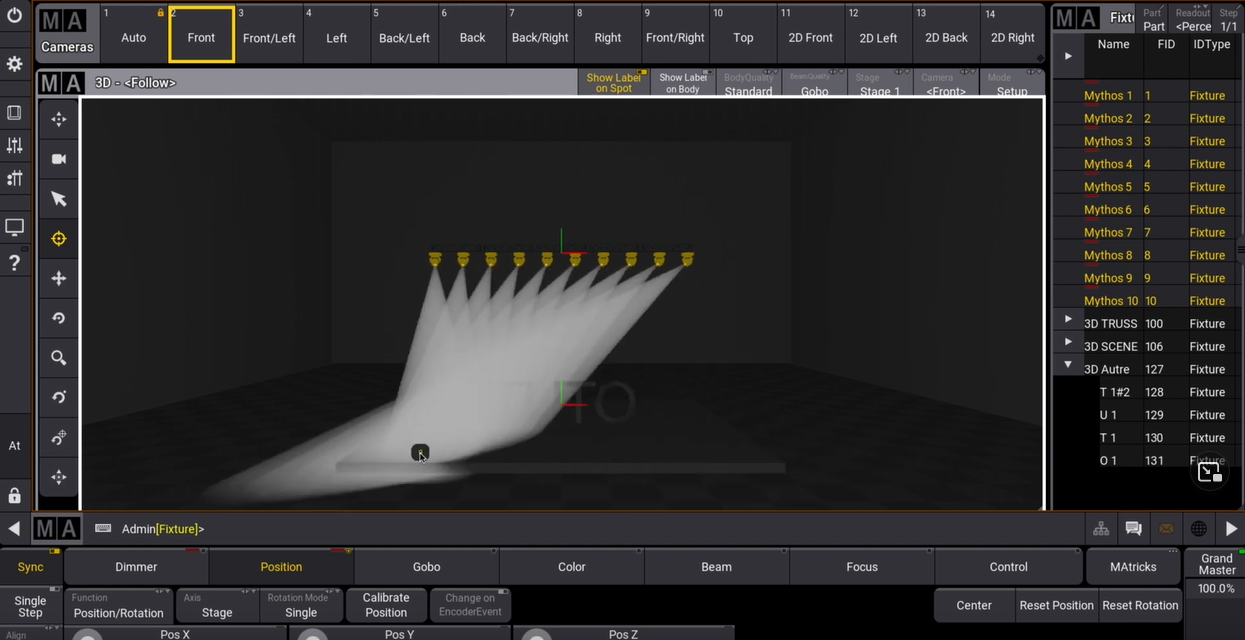 MA
Cameras
1
Auto
2
Front
3
Front/Left
4
Left
5
Back/Left
6
Back
7
Back/Right
8
Right
9
Front/Right
10
Top
11
2D Front
12
2D Left
13
2D Back
14
2D Right
MA
3D - <Follow>
Show Label
on Spot
Show Label
on Body
BodyQuality
Standard
BeamQuality
Gobo
Stage
Stage 1
Camera
<Front>
Mode
Setup
TO
MA
Part
Part
Readout
<Perce
Step
1/1
Name FID IDType
Mythos 1 1 Fixture
Mythos 2 2 Fixture
Mythos 3 3 Fixture
Mythos 4 4 Fixture
Mythos 5 5 Fixture
Mythos 6 6 Fixture
Mythos 7 7 Fixture
Mythos 8 8 Fixture
Mythos 9 9 Fixture
Mythos 10 10 Fixture
3D TRUSS 100 Fixture
3D SCENE 106 Fixture
3D Autre 127 Fixture
T 1#2 128 Fixture
U 1 129 Fixture
T 1 130 Fixture
O 1 131 Fixture
?
At
MA
Admin[Fixture]>
Sync
Dimmer
Position
Gobo
Color
Beam
Focus
Control
MAtricks
Grand
Master
100.0%
Single
Step
Function
Position/Rotation
Axis
Stage
Rotation Mode
Single
Calibrate
Position
Change on
EncoderEvent
Center
Reset Position
Reset Rotation
Align
Pos X
Pos Y
Pos Z